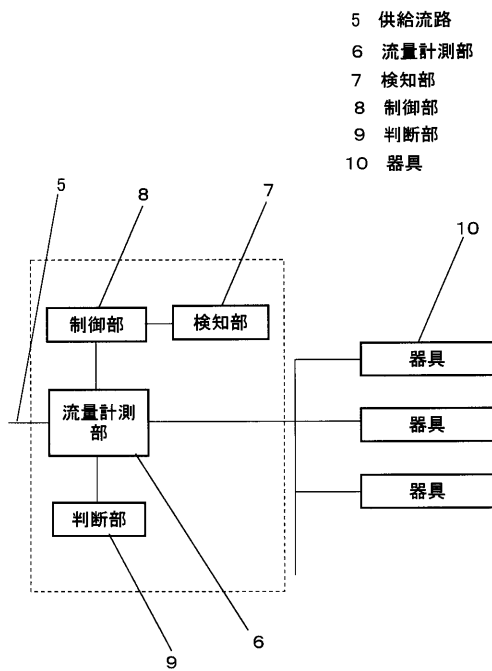 5 供給流路
6 流量計測部
7 検知部
8 制御部
9 判断部
10 器具
5
8
7
10
制御部
検知部
器具
流量計測
部
器具
器具
判断部
9
6